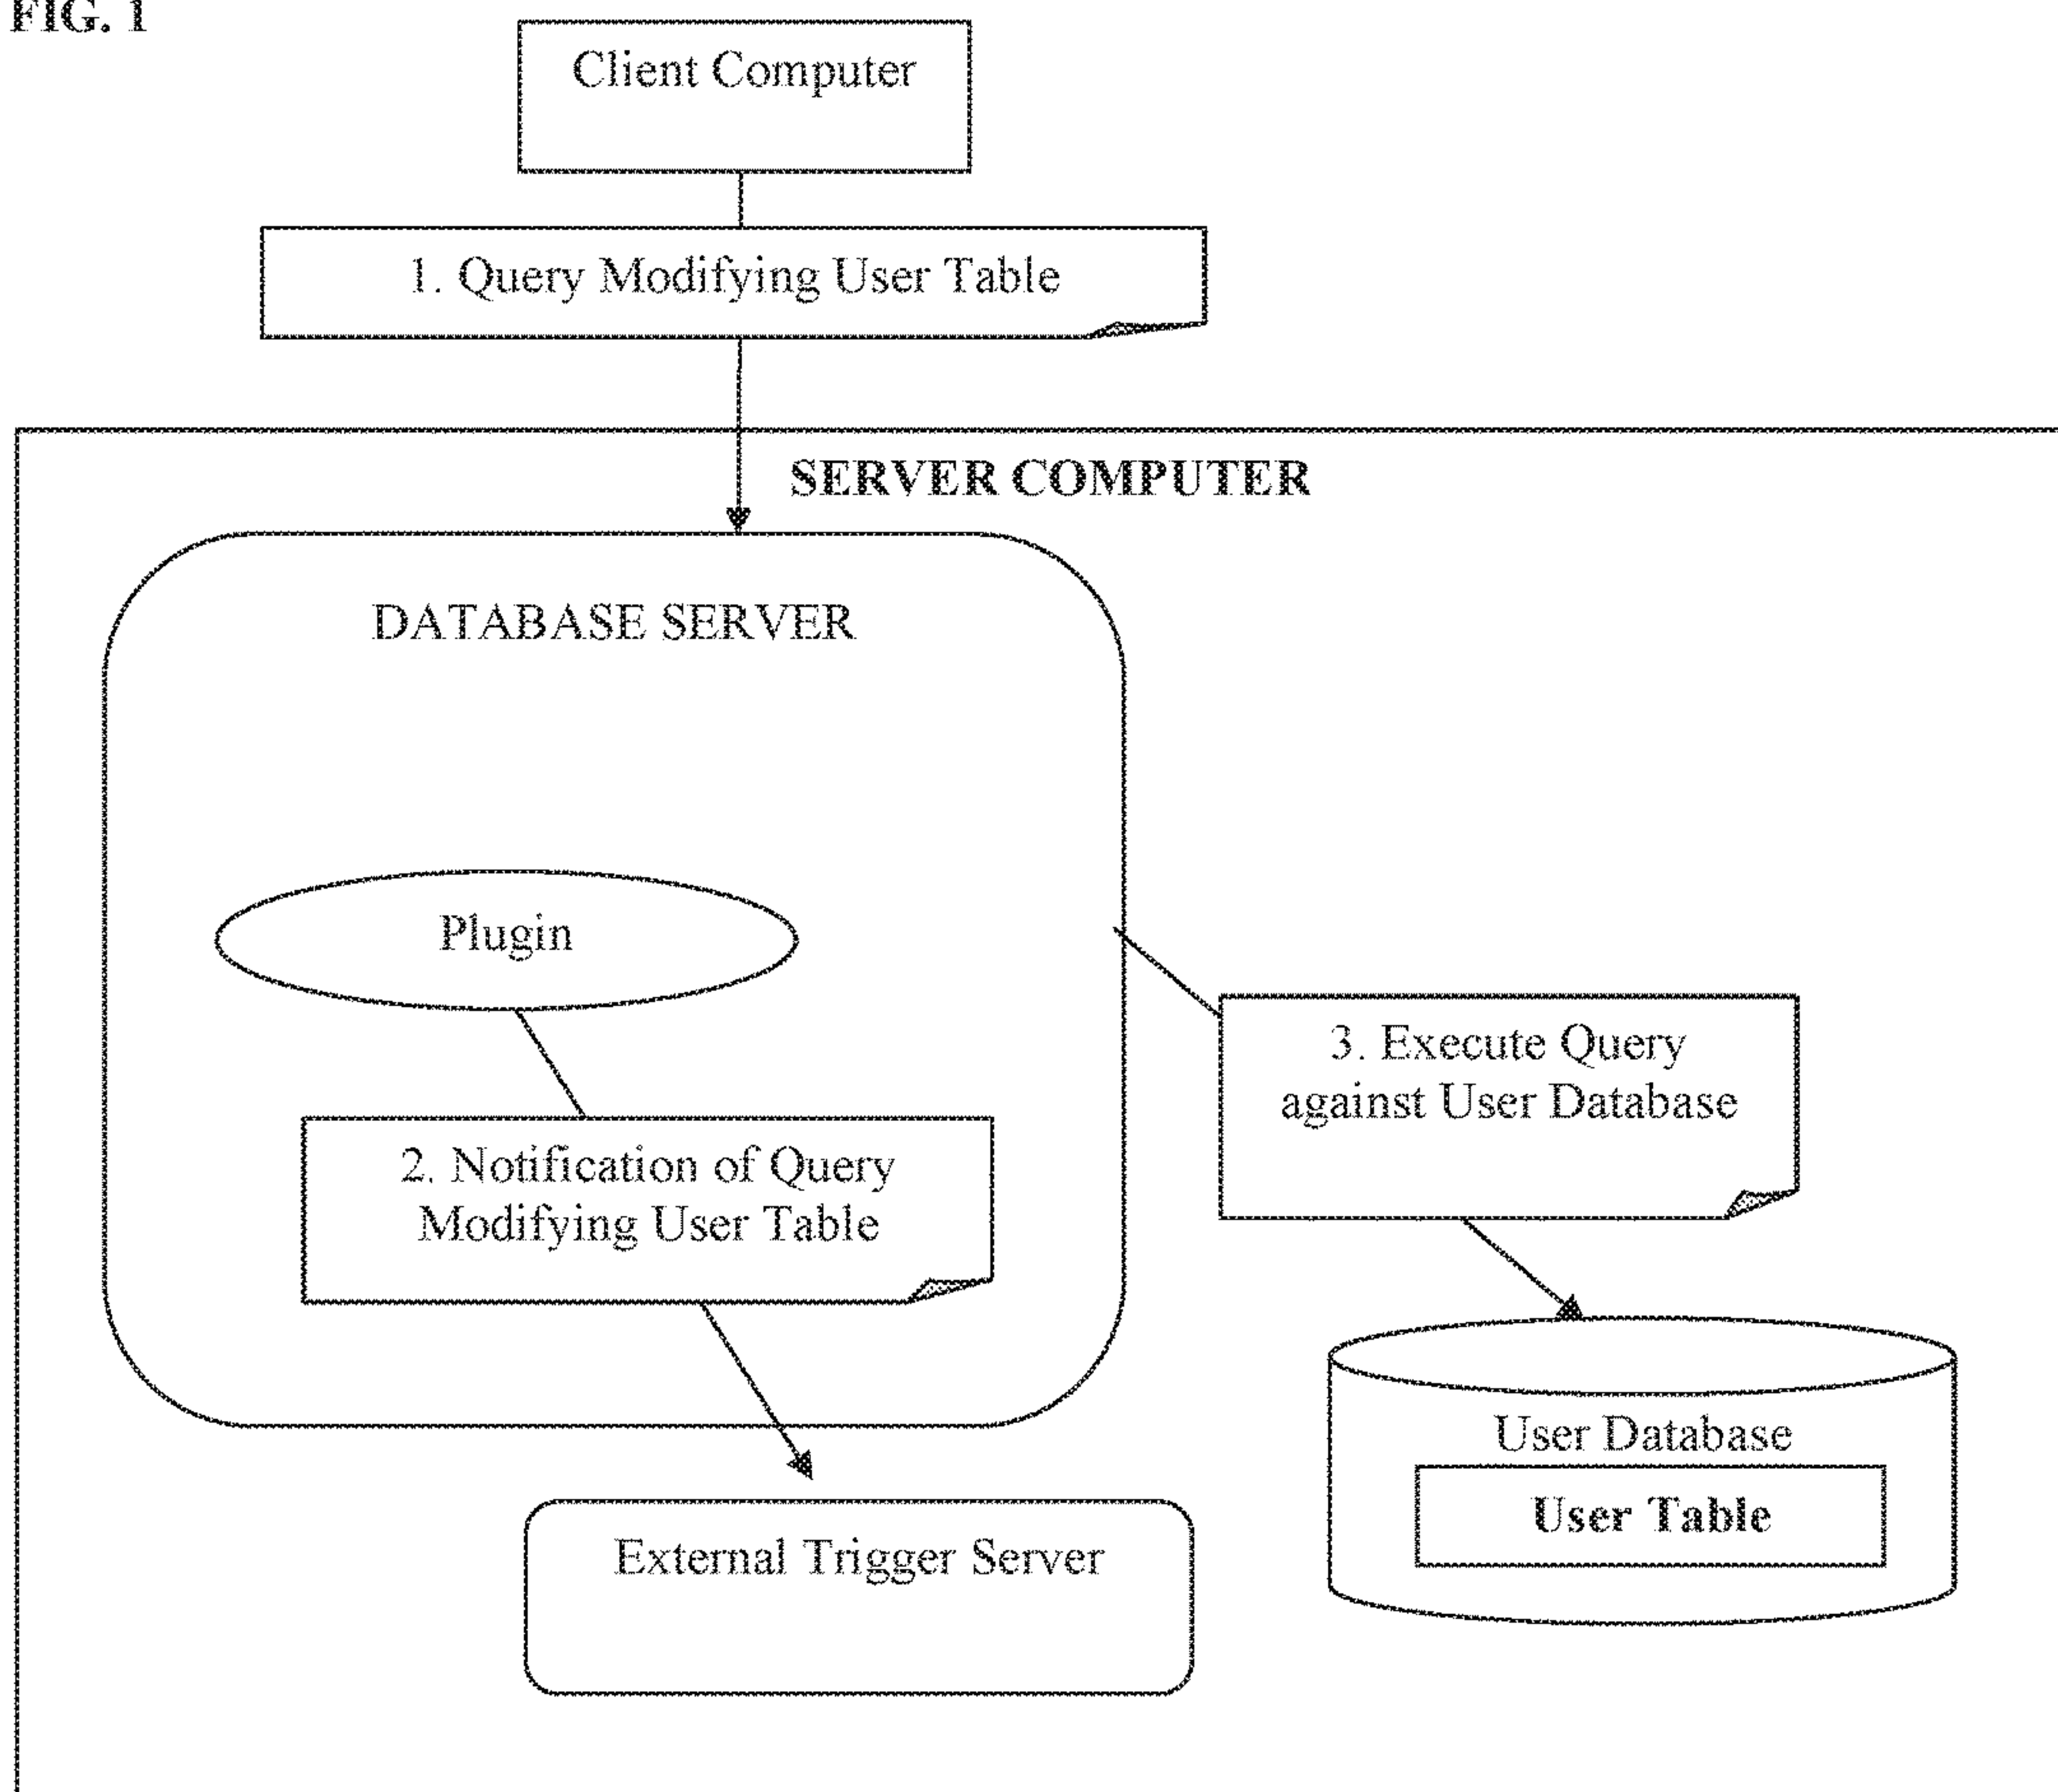 FIG. 1
Client Computer
1. Query Modifying User Table
SERVER COMPUTER
DATABASE SERVER
Plugin
2. Notification of Query
Modifying User Table
3. Execute Query
against User Database
User Database
User Table
External Trigger Server